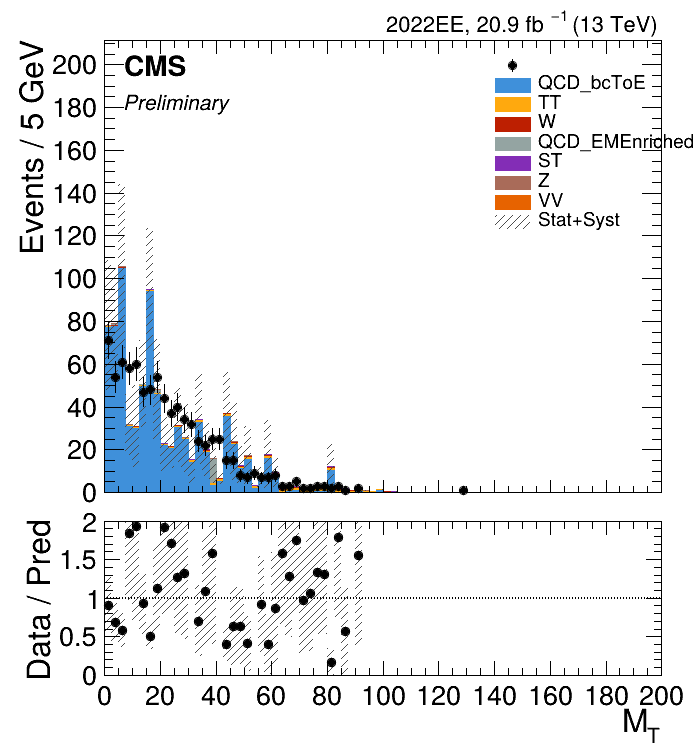 2022EE, 20.9 fb⁻¹ (13 TeV)
Events / 5 GeV
200
180
160
140
120
100
80
60
40
20
0
CMS
Preliminary
QCD_bcToE
TT
W
QCD_EMEnriched
ST
Z
VV
Stat+Syst
Data / Pred
2
1.5
1
0.5
0
0 20 40 60 80 100 120 140 160 180 200
M_T